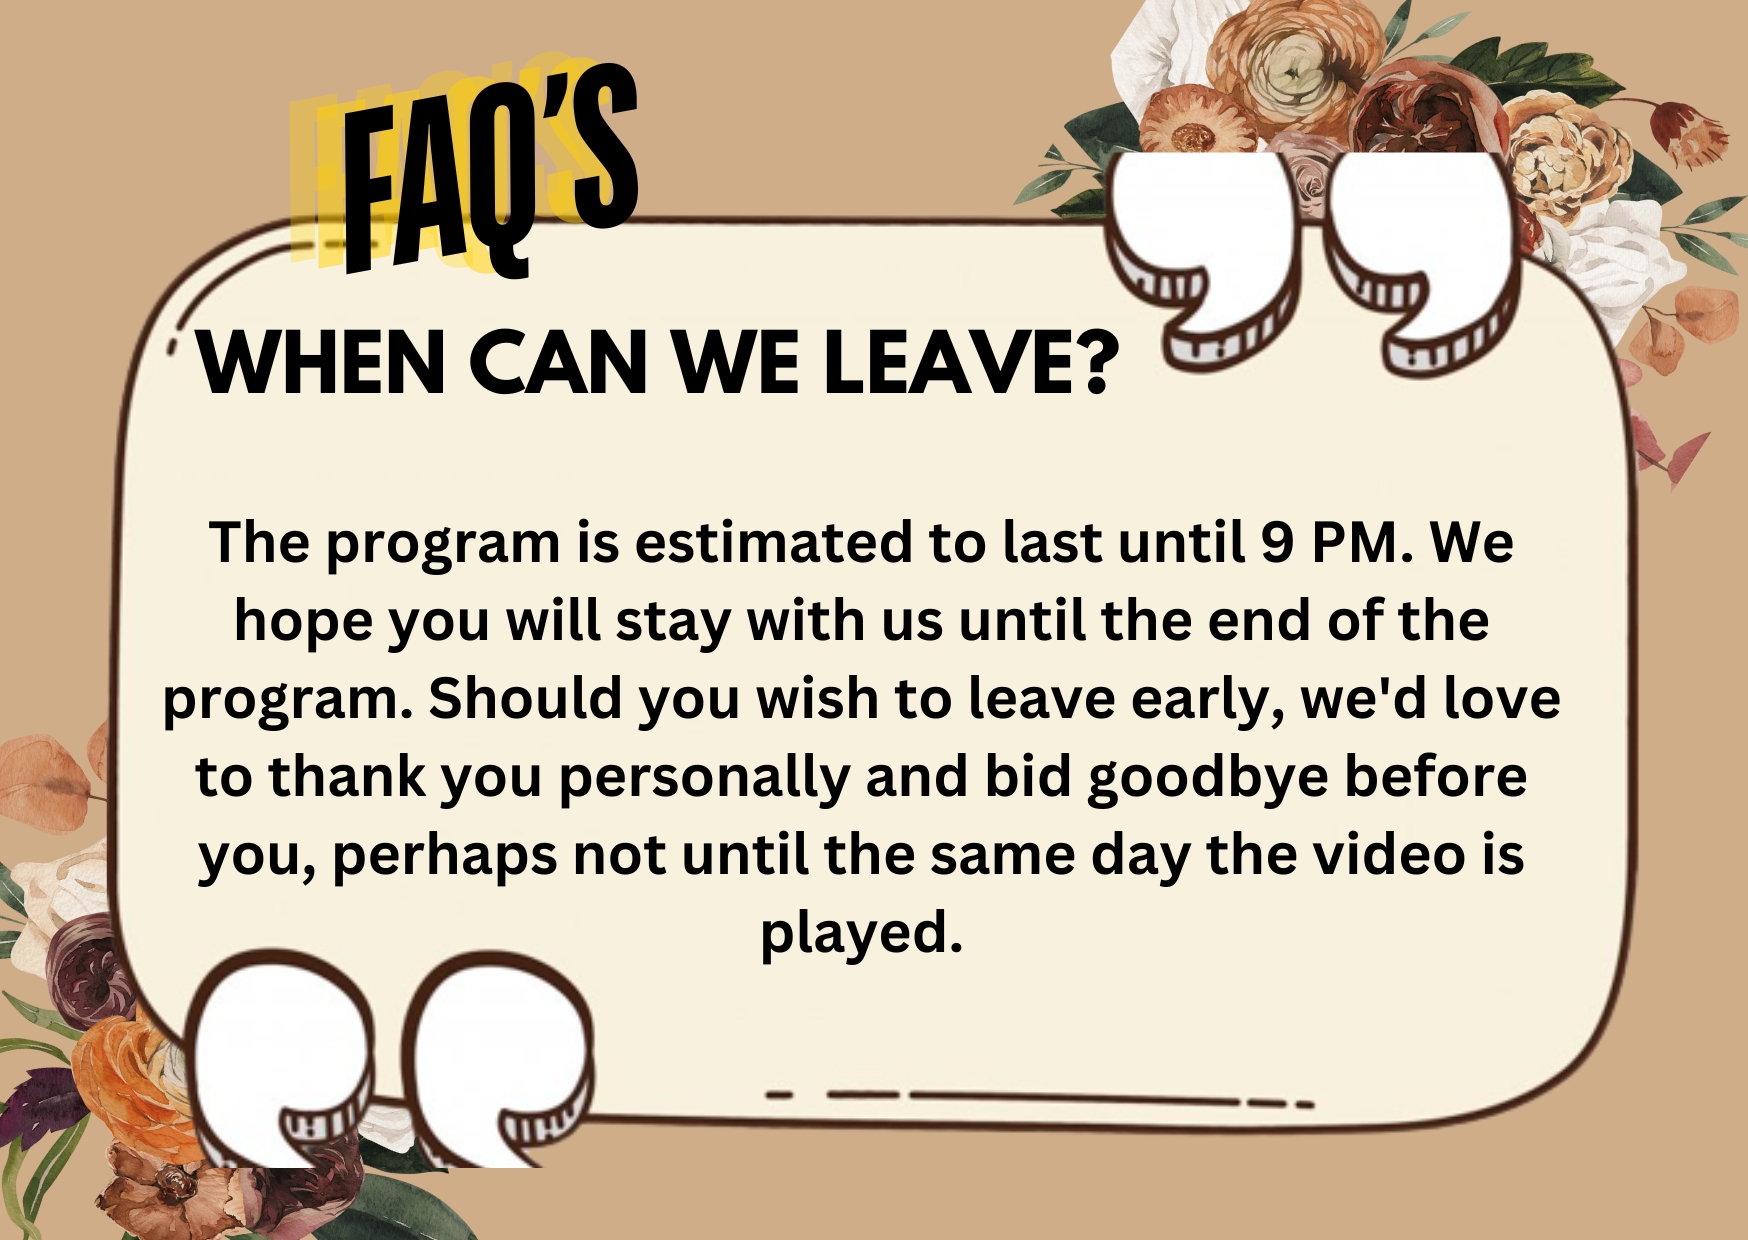 FAQ'S
WHEN CAN WE LEAVE?
The program is estimated to last until 9 PM. We
hope you will stay with us until the end of the
program. Should you wish to leave early, we'd love
to thank you personally and bid goodbye before
you, perhaps not until the same day the video is
played.